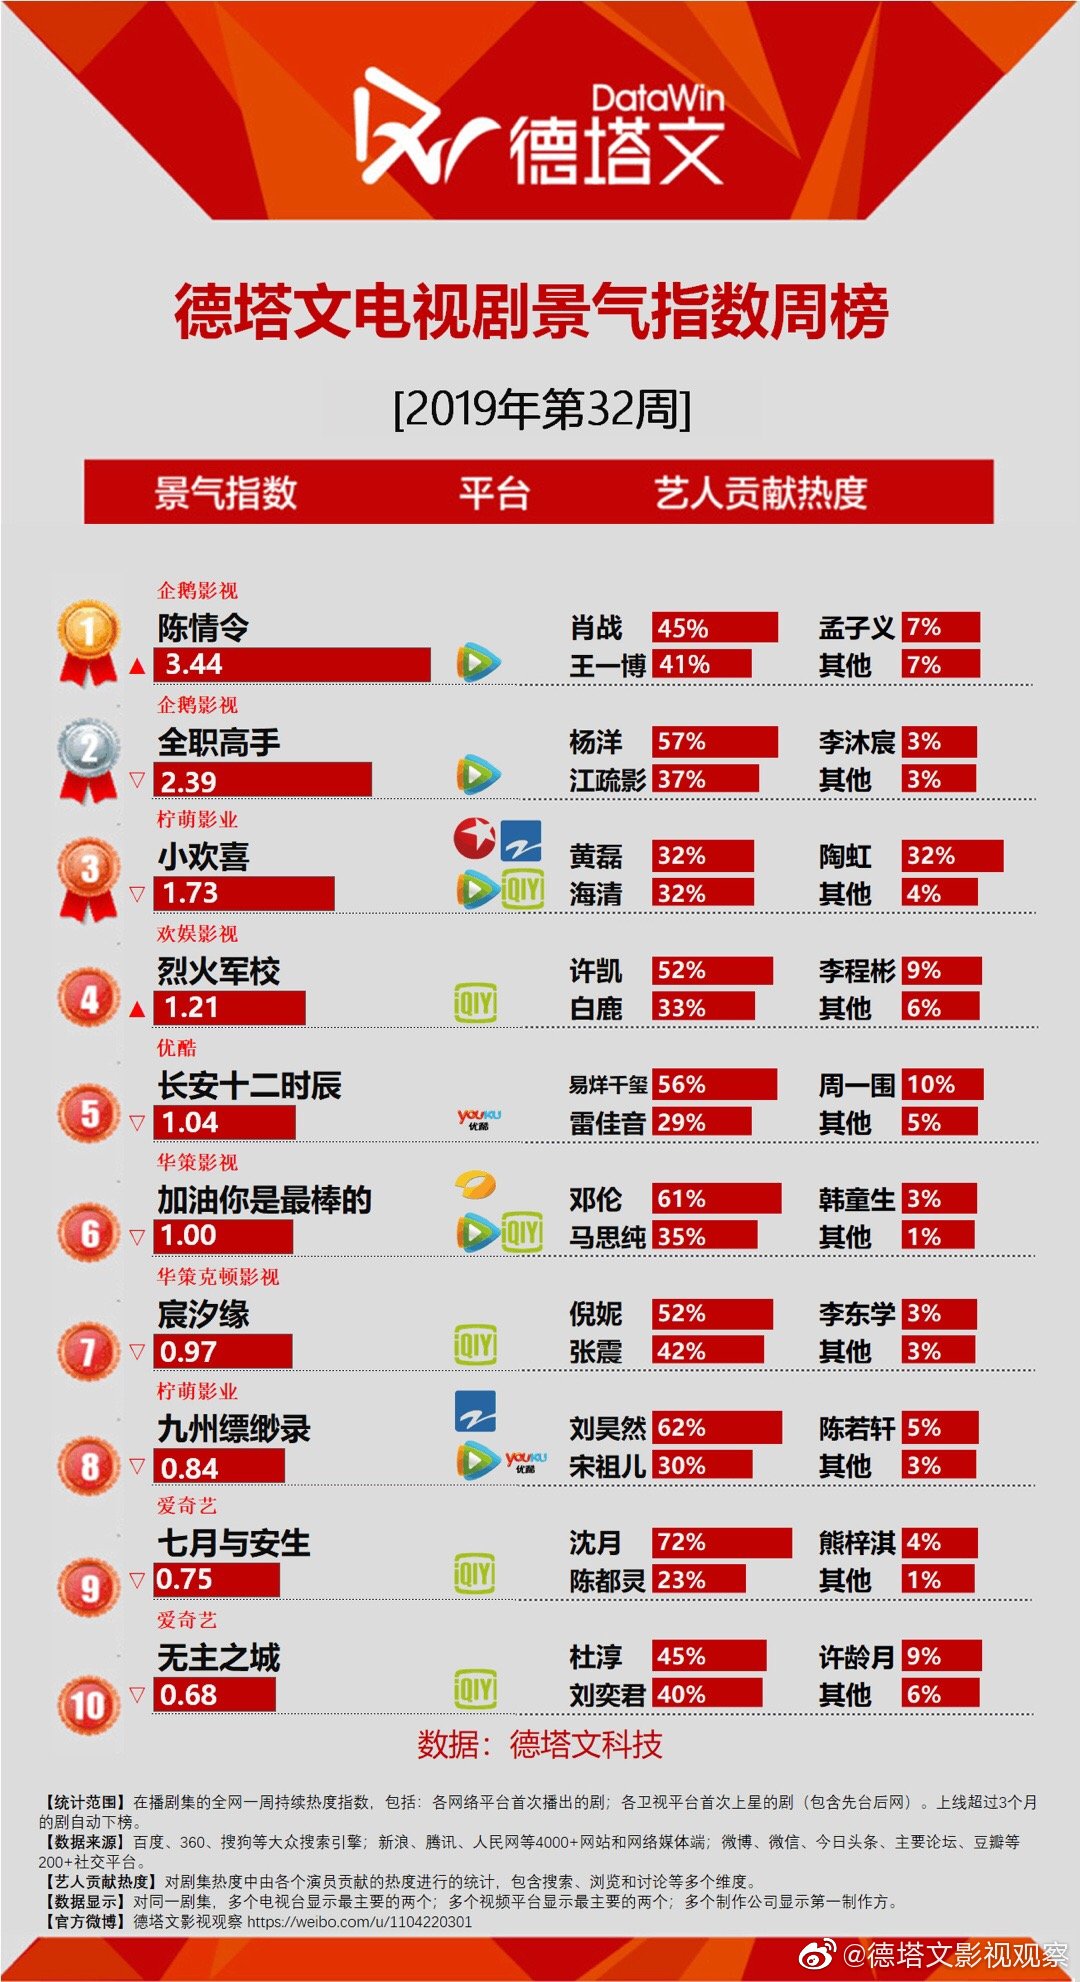 DataWin
德塔文
德塔文电视剧景气指数周榜
[2019年第32周]
景气指数 平台 艺人贡献热度
企鹅影视
1 陈情令 肖战 45% 孟子义 7%
3.44 王一博 41% 其他 7%
企鹅影视
2 全职高手 杨洋 57% 李沐宸 3%
2.39 江疏影 37% 其他 3%
柠萌影业
3 小欢喜 黄磊 32% 陶虹 32%
1.73 iQIYI 海清 32% 其他 4%
欢娱影视
4 烈火军校 许凯 52% 李程彬 9%
1.21 iQIYI 白鹿 33% 其他 6%
优酷
5 长安十二时辰 易烊千玺 56% 周一围 10%
1.04 YOUKU 优酷 雷佳音 29% 其他 5%
华策影视
6 加油你是最棒的 邓伦 61% 韩童生 3%
1.00 iQIYI 马思纯 35% 其他 1%
华策克顿影视
7 宸汐缘 倪妮 52% 李东学 3%
0.97 iQIYI 张震 42% 其他 3%
柠萌影业
8 九州缥缈录 刘昊然 62% 陈若轩 5%
0.84 YOUKU 优酷 宋祖儿 30% 其他 3%
爱奇艺
9 七月与安生 沈月 72% 熊梓淇 4%
0.75 iQIYI 陈都灵 23% 其他 1%
爱奇艺
10 无主之城 杜淳 45% 许龄月 9%
0.68 iQIYI 刘奕君 40% 其他 6%
数据：德塔文科技
【统计范围】在播剧集的全网一周持续热度指数，包括：各网络平台首次播出的剧；各卫视平台首次上星的剧（包含先台后网）。上线超过3个月
的剧自动下榜。
【数据来源】百度、360、搜狗等大众搜索引擎；新浪、腾讯、人民网等4000+网站和网络媒体端；微博、微信、今日头条、主要论坛、豆瓣等
200+社交平台。
【艺人贡献热度】对剧集热度中由各个演员贡献的热度进行的统计，包含搜索、浏览和讨论等多个维度。
【数据显示】对同一剧集，多个电视台显示最主要的两个；多个视频平台显示最主要的两个；多个制作公司显示第一制作方。
【官方微博】德塔文影视观察 https://weibo.com/u/1104220301
@德塔文影视观察